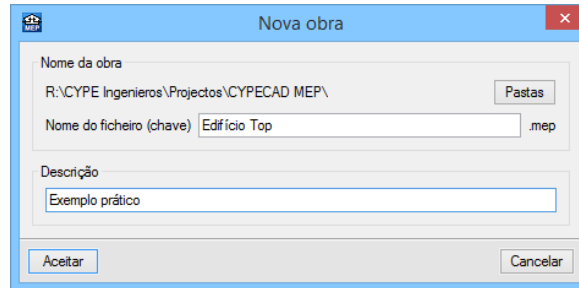 MEP
Nova obra
Nome da obra
R:\CYPE Ingenieros\Projectos\CYPECAD MEP\ Pastas
Nome do ficheiro (chave) Edifício Top .mep
Descrição
Exemplo prático
Aceitar Cancelar